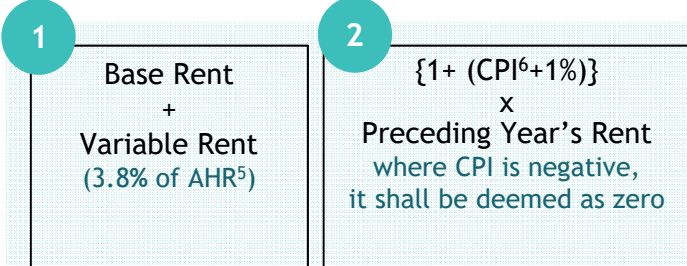 1
Base Rent
+
Variable Rent
(3.8% of AHR⁵)
2
{1+ (CPI⁶+1%)}
x
Preceding Year’s Rent
where CPI is negative,
it shall be deemed as zero